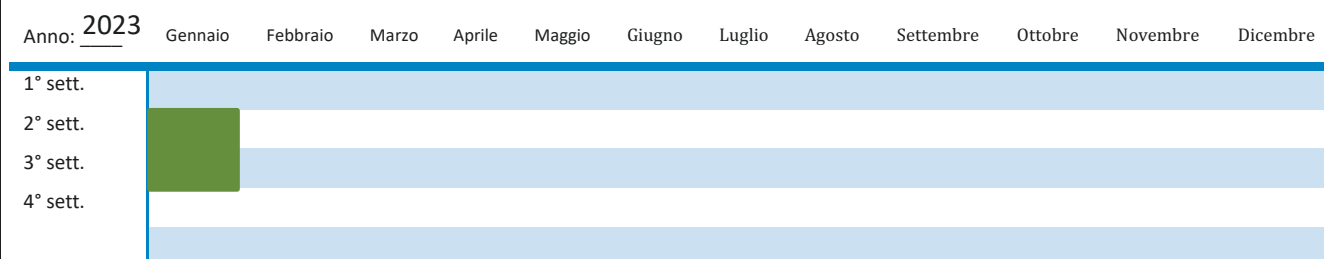 Anno: 2023 Gennaio Febbraio Marzo Aprile Maggio Giugno Luglio Agosto Settembre Ottobre Novembre Dicembre
1° sett.
2° sett.
3° sett.
4° sett.